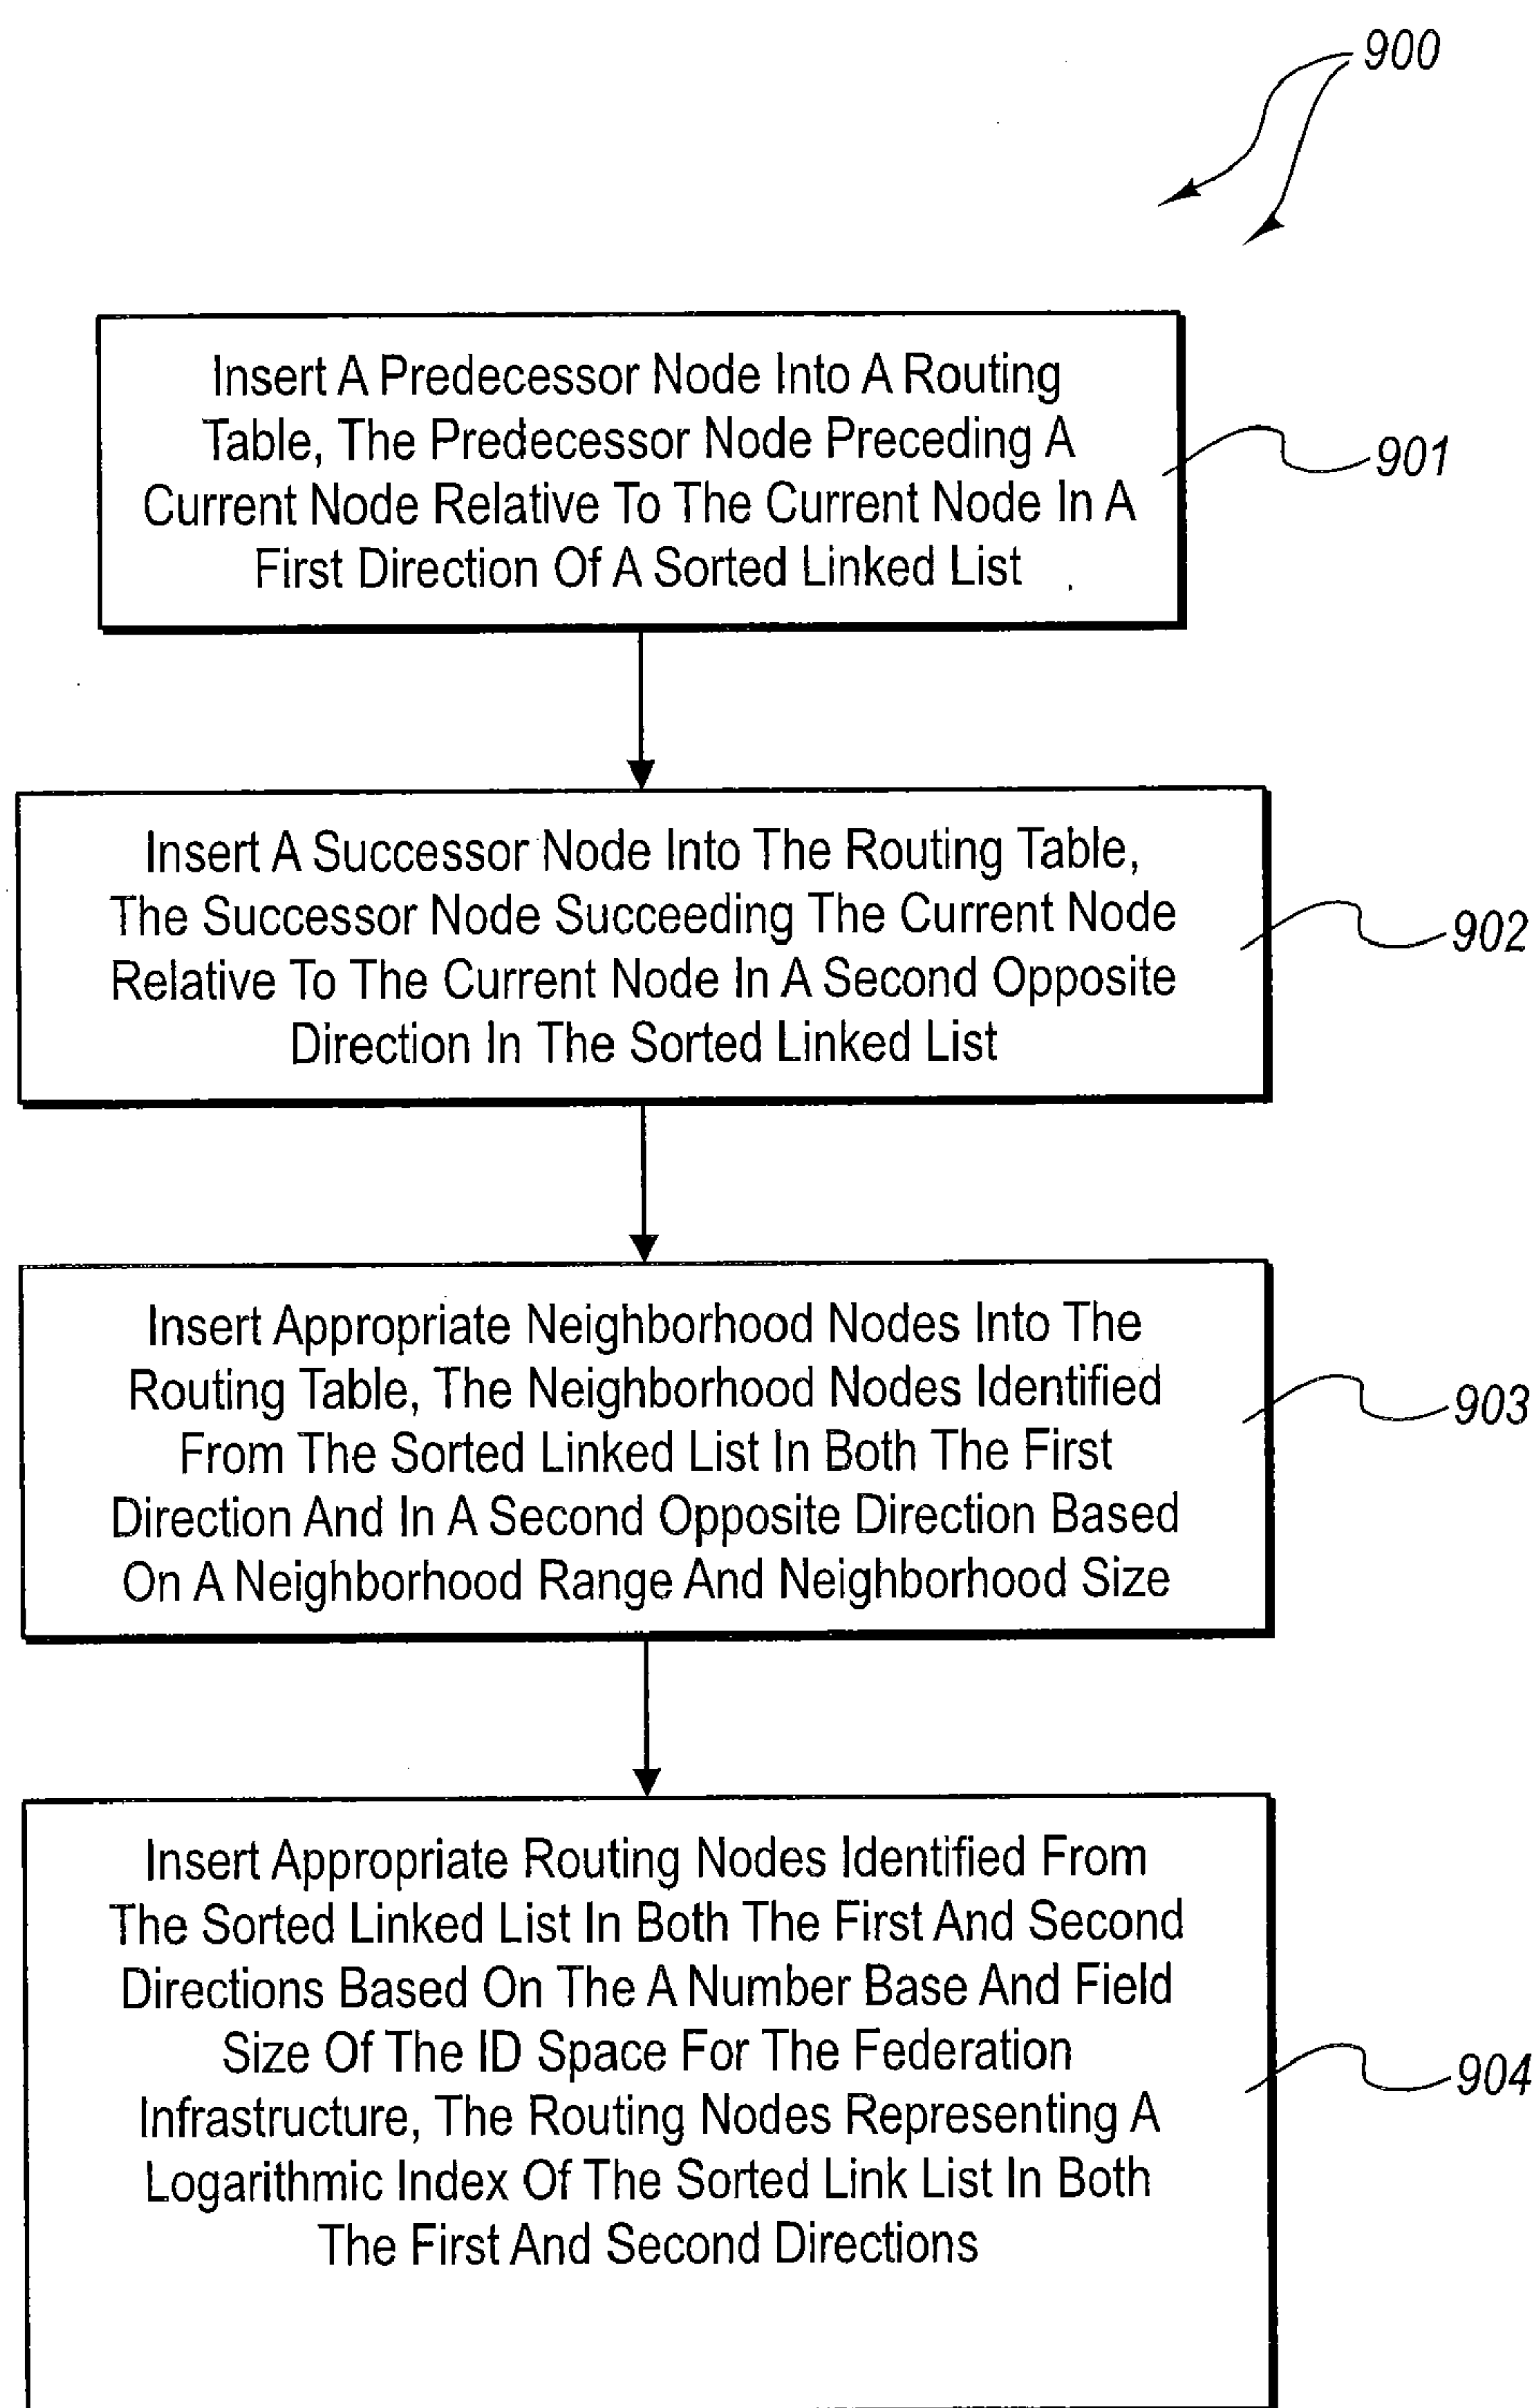 900
Insert A Predecessor Node Into A Routing
Table, The Predecessor Node Preceding A
Current Node Relative To The Current Node In A
First Direction Of A Sorted Linked List
901
Insert A Successor Node Into The Routing Table,
The Successor Node Succeeding The Current Node
Relative To The Current Node In A Second Opposite
Direction In The Sorted Linked List
902
Insert Appropriate Neighborhood Nodes Into The
Routing Table, The Neighborhood Nodes Identified
From The Sorted Linked List In Both The First
Direction And In A Second Opposite Direction Based
On A Neighborhood Range And Neighborhood Size
903
Insert Appropriate Routing Nodes Identified From
The Sorted Linked List In Both The First And Second
Directions Based On The A Number Base And Field
Size Of The ID Space For The Federation
Infrastructure, The Routing Nodes Representing A
Logarithmic Index Of The Sorted Link List In Both
The First And Second Directions
904